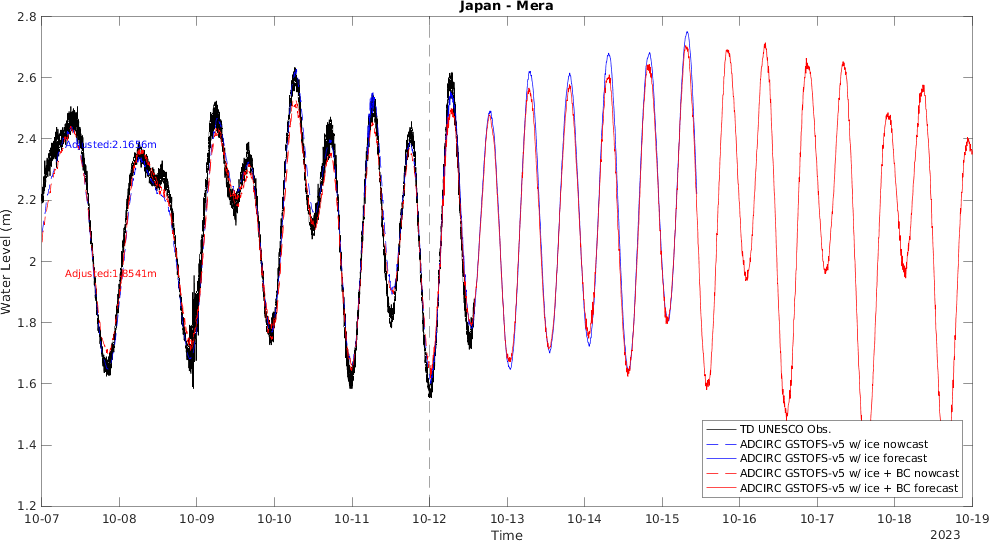 Japan - Mera
2.8
2.6
2.4
2.2
2
1.8
1.6
1.4
1.2
Water Level (m)
Adjusted:2.1656m
Adjusted:1.8541m
TD UNESCO Obs.
ADCIRC GSTOFS-v5 w/ ice nowcast
ADCIRC GSTOFS-v5 w/ ice forecast
ADCIRC GSTOFS-v5 w/ ice + BC nowcast
ADCIRC GSTOFS-v5 w/ ice + BC forecast
10-07 10-08 10-09 10-10 10-11 10-12 10-13 10-14 10-15 10-16 10-17 10-18 10-19
Time
2023